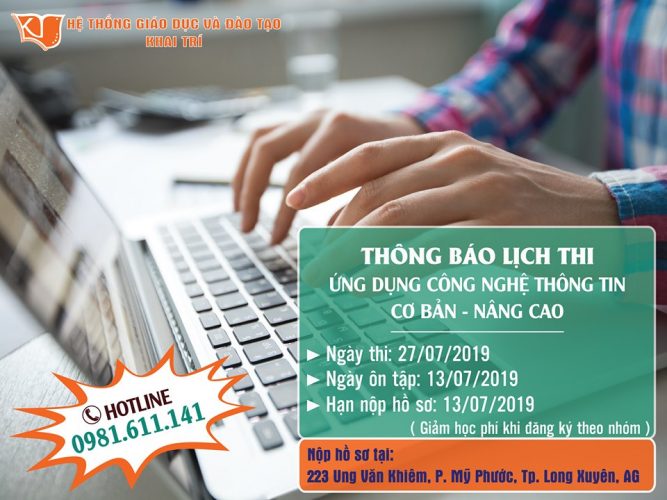 HỆ THỐNG GIÁO DỤC VÀ ĐÀO TẠO
KHAI TRÍ
THÔNG BÁO LỊCH THI
ỨNG DỤNG CÔNG NGHỆ THÔNG TIN
CƠ BẢN - NÂNG CAO
Ngày thi: 27/07/2019
Ngày ôn tập: 13/07/2019
Hạn nộp hồ sơ: 13/07/2019
( Giảm học phí khi đăng ký theo nhóm )
HOTLINE
0981.611.141
Nộp hồ sơ tại:
223 Ung Văn Khiêm, P. Mỹ Phước, Tp. Long Xuyên, AG